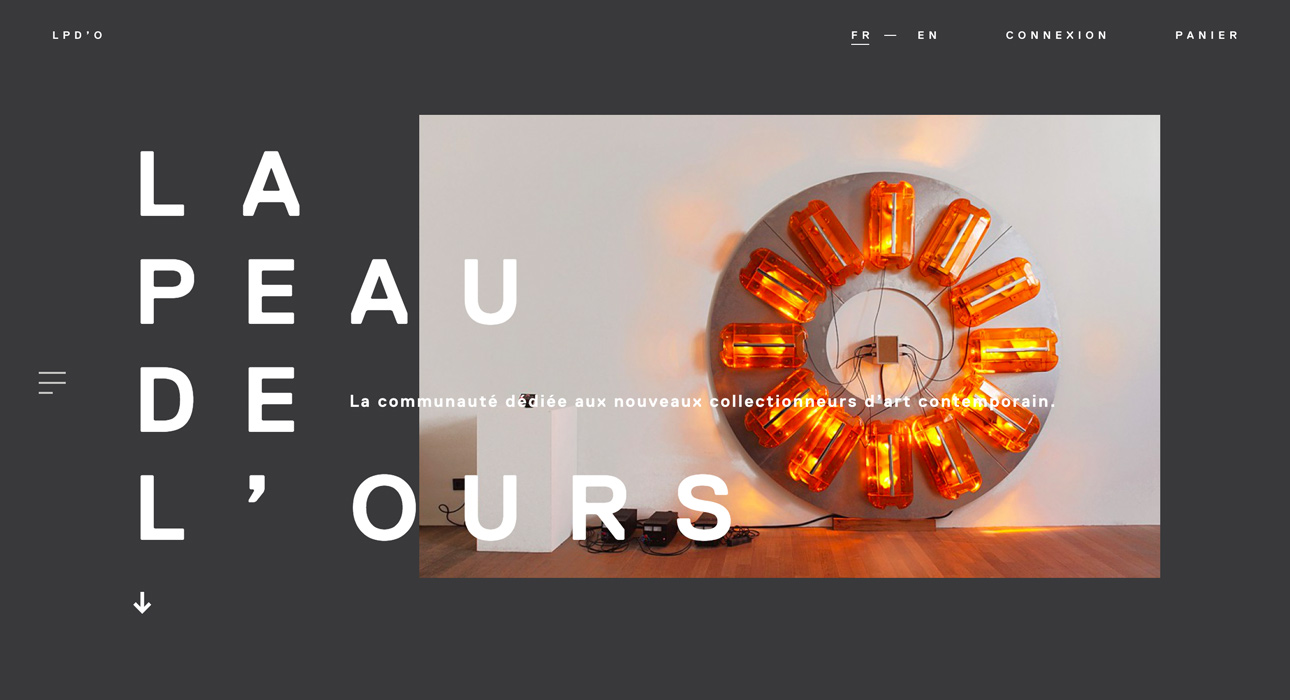 LPD’O
FR — EN
CONNEXION
PANIER
LA
PEAU
DE
La communauté dédiée aux nouveaux collectionneurs d’art contemporain.
L’OURS